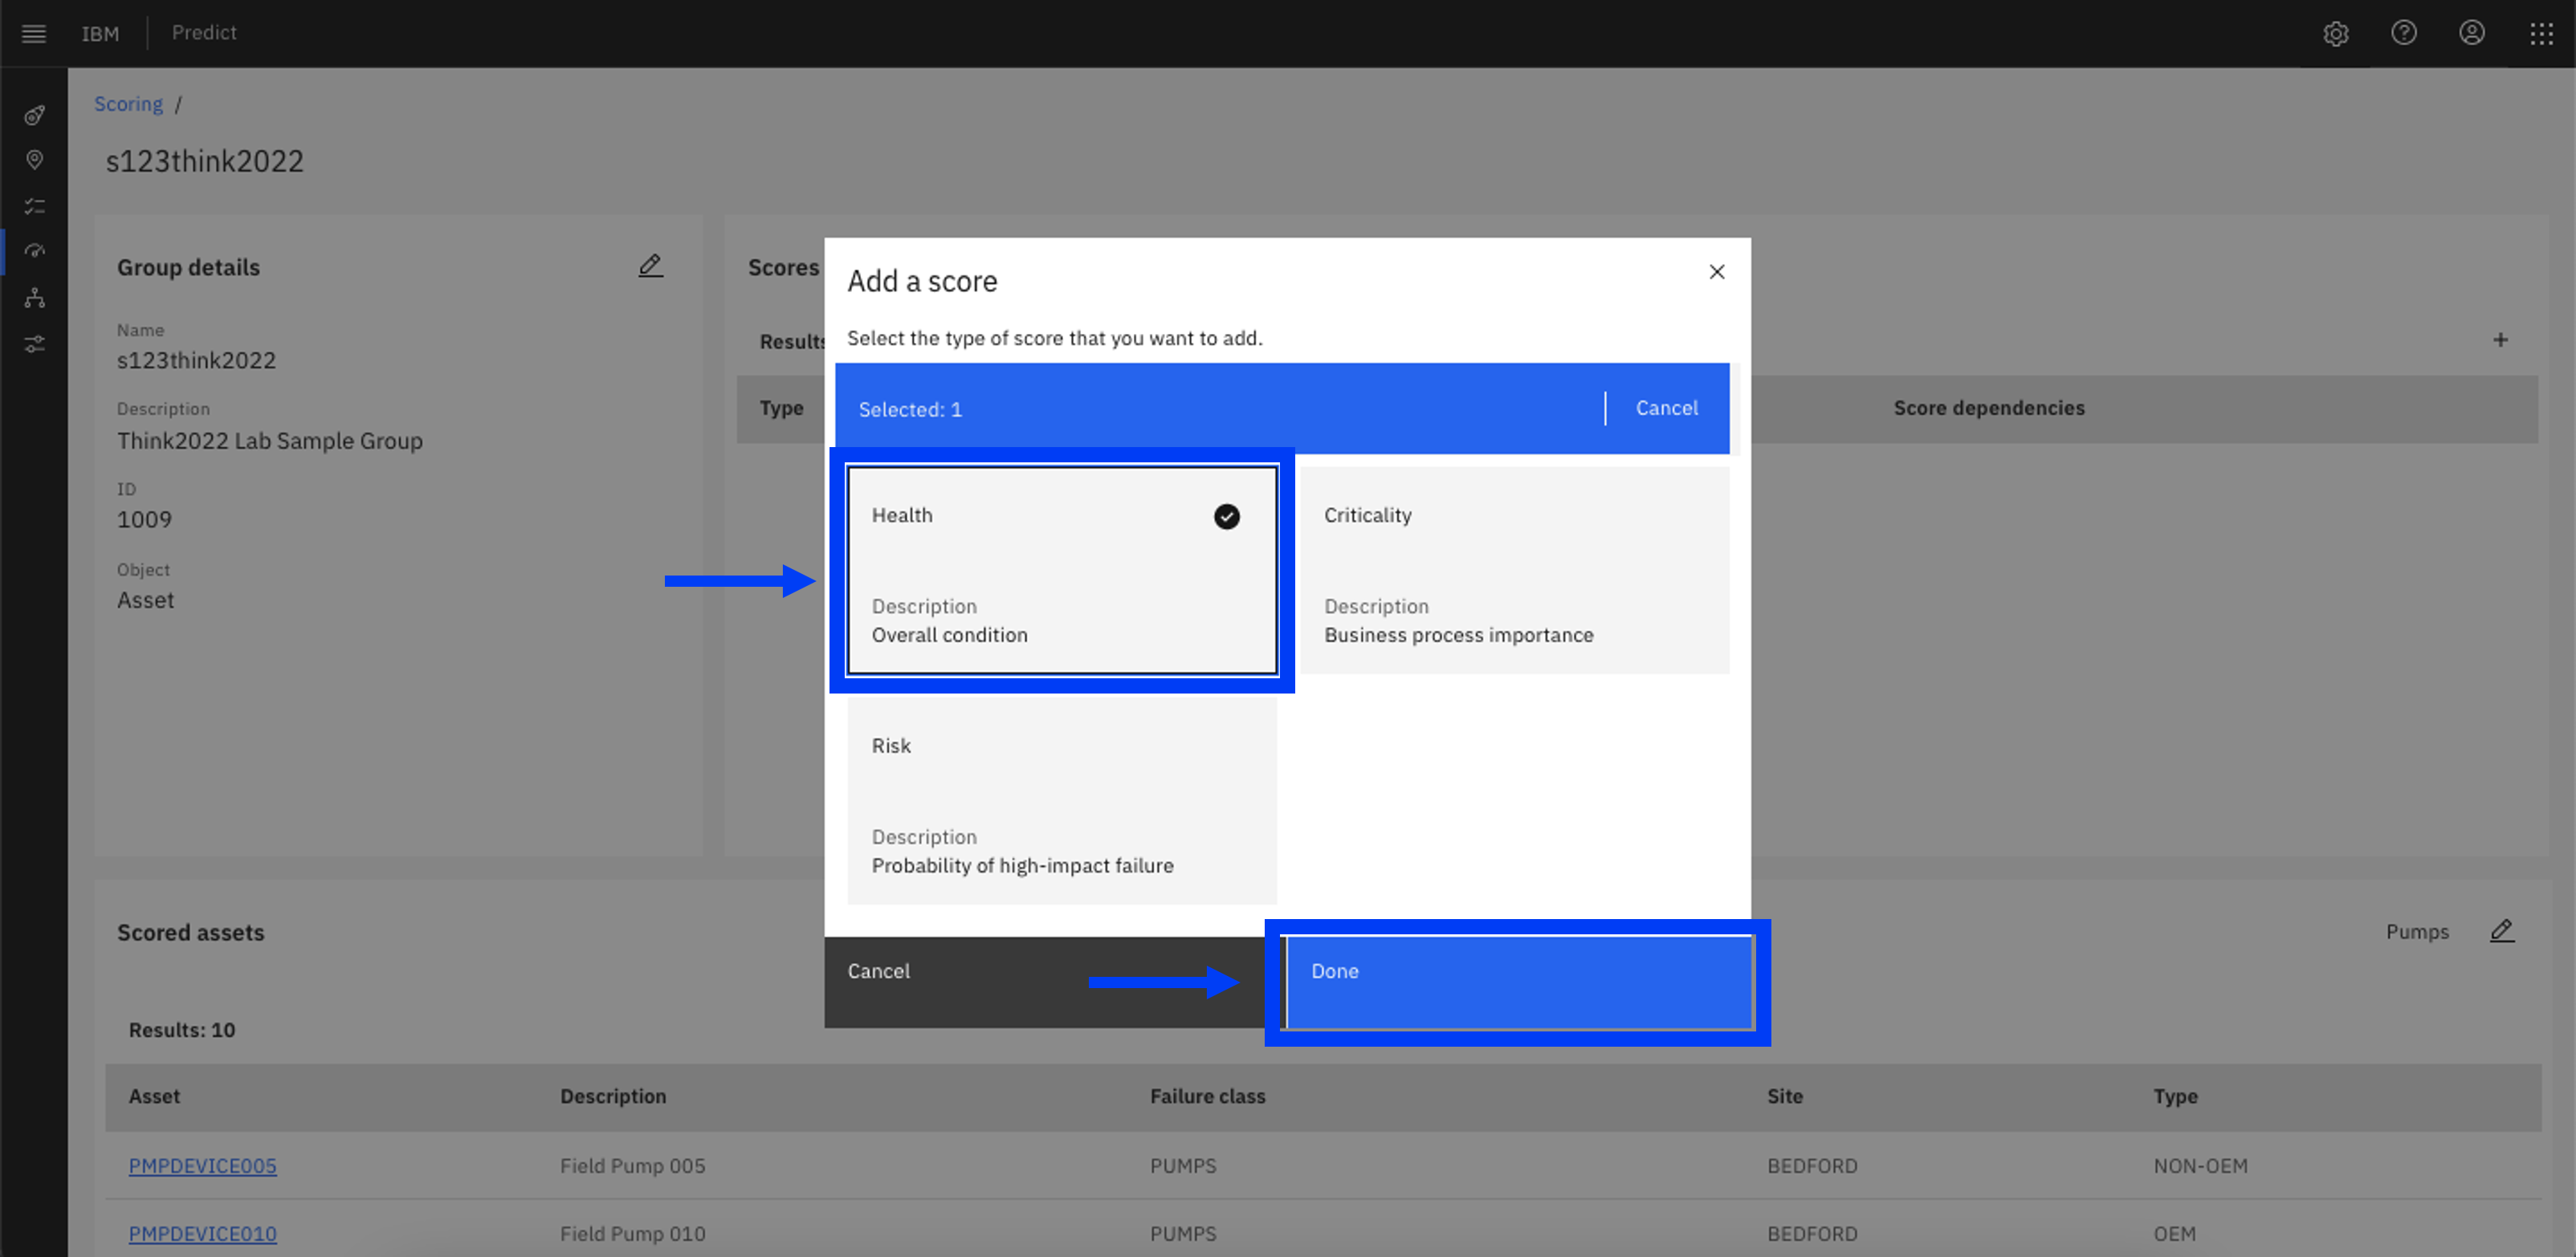 IBM
Predict
Scoring /
s123think2022
Group details
Name
s123think2022
Description
Think2022 Lab Sample Group
ID
1009
Object
Asset
Scores
Results
Type
Score dependencies
Add a score
Select the type of score that you want to add.
Selected: 1
Cancel
Health
Description
Overall condition
Criticality
Description
Business process importance
Risk
Description
Probability of high-impact failure
Cancel
Done
Scored assets
Pumps
Results: 10
Asset Description Failure class Site Type
PMPDEVICE005 Field Pump 005 PUMPS BEDFORD NON-OEM
PMPDEVICE010 Field Pump 010 PUMPS BEDFORD OEM